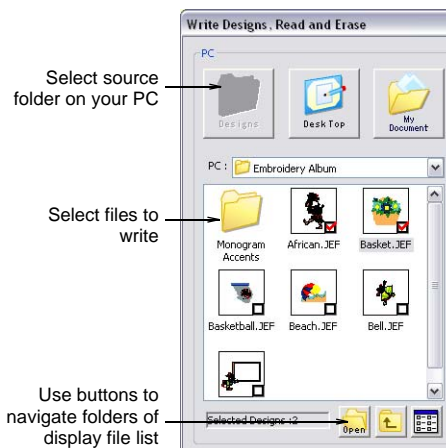 Write Designs, Read and Erase
PC
Select source
folder on your PC
Designs
Desk Top
My
Document
PC :
Embroidery Album
Select files to
write
Monogram
Accents
African.JEF
Basket.JEF
Basketball.JEF
Beach.JEF
Bell.JEF
Use buttons to
navigate folders of
display file list
Selected Designs :2
Open